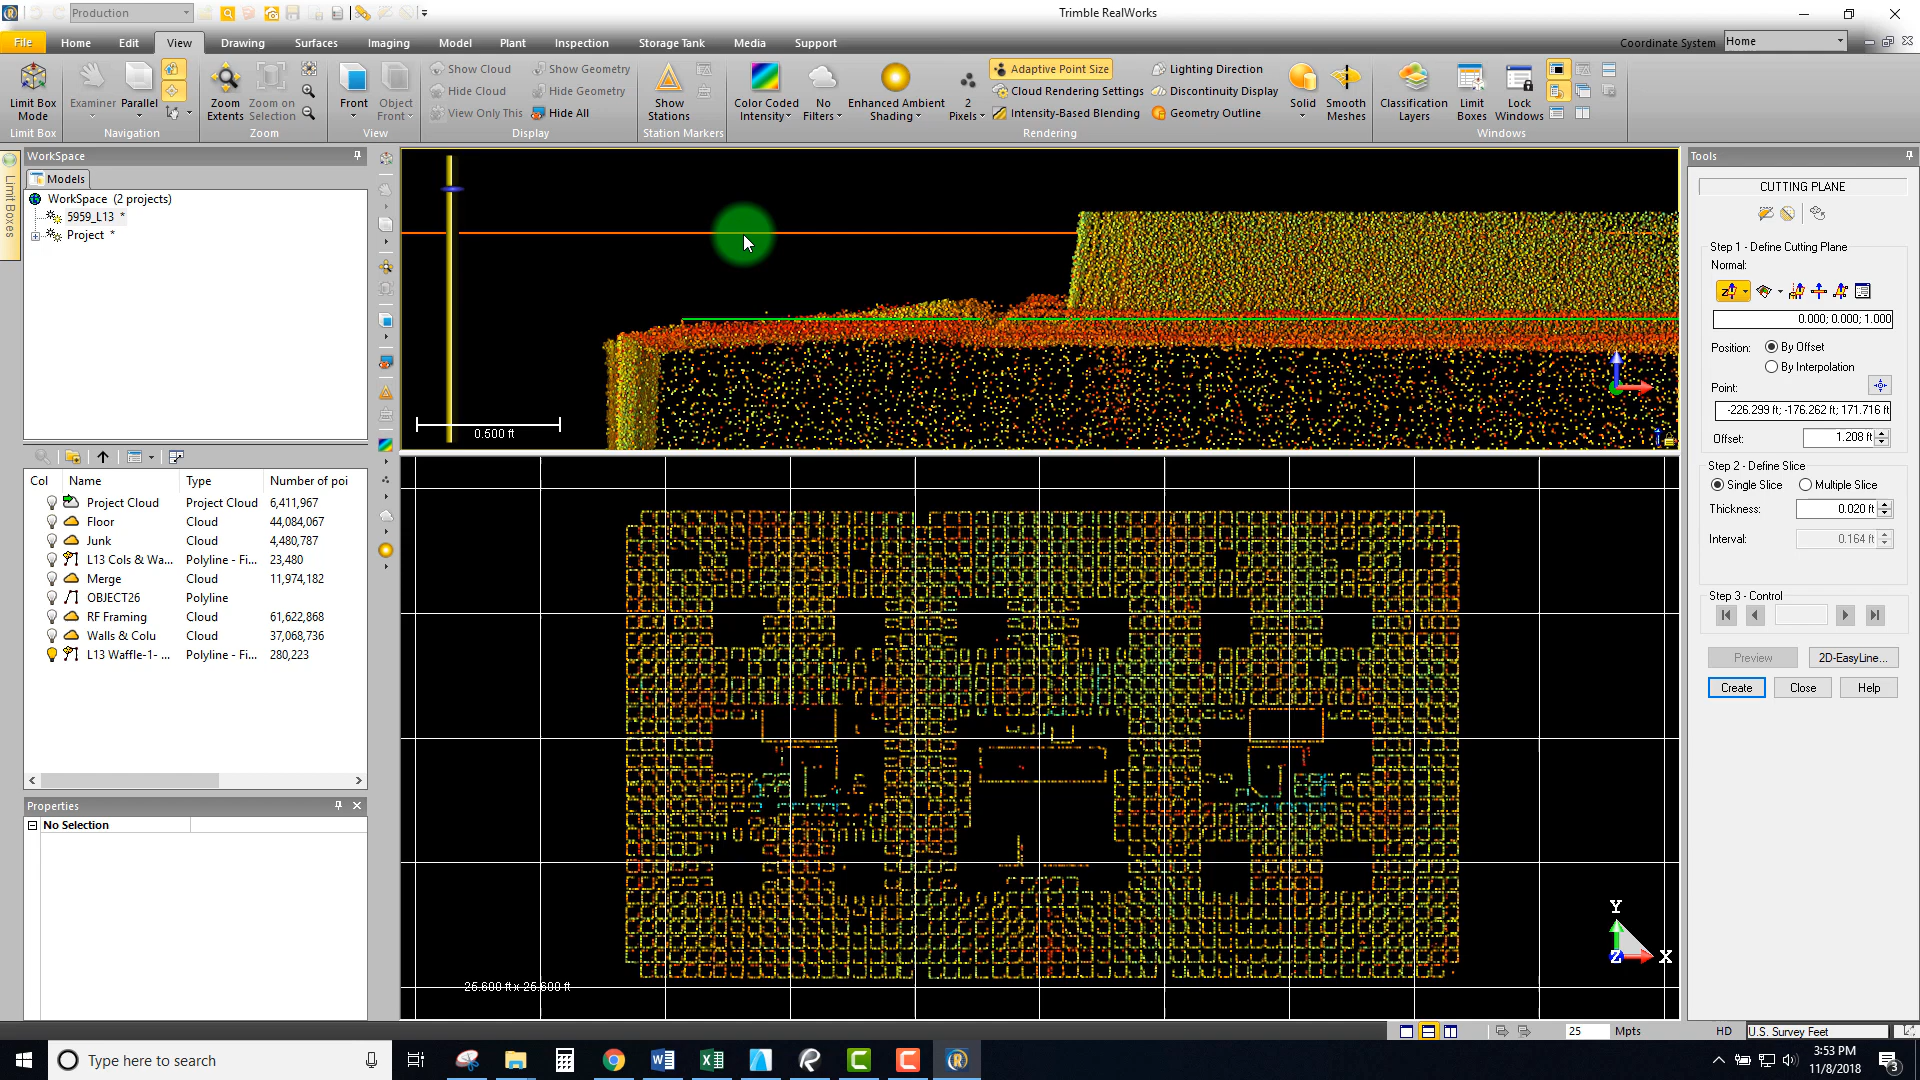 Production
Trimble RealWorks
File
Home
Edit
View
Drawing
Surfaces
Imaging
Model
Plant
Inspection
Storage Tank
Media
Support
Coordinate System
Home
Limit Box Mode
Limit Box
Examiner
Parallel
Navigation
Zoom Extents
Zoom on Selection
Zoom
Front
Object Front
View
Show Cloud
Hide Cloud
View Only This
Show Geometry
Hide Geometry
Hide All
Display
Show Stations
Station Markers
Color Coded Intensity
No Filters
Enhanced Ambient Shading
2 Pixels
Adaptive Point Size
Cloud Rendering Settings
Intensity-Based Blending
Lighting Direction
Discontinuity Display
Geometry Outline
Rendering
Solid
Smooth Meshes
Classification Layers
Limit Boxes
Lock Windows
Windows
Limit Boxes
WorkSpace
Models
WorkSpace (2 projects)
5959_L13 *
Project *
Col Name Type Number of poi
Project Cloud Project Cloud 6,411,967
Floor Cloud 44,084,067
Junk Cloud 4,480,787
L13 Cols & Wa... Polyline - Fi... 23,480
Merge Cloud 11,974,182
OBJECT26 Polyline
RF Framing Cloud 61,622,868
Walls & Colu Cloud 37,068,736
L13 Waffle-1- ... Polyline - Fi... 280,223
Properties
No Selection
0.500 ft
25.600 ft x 25.600 ft
Y
Z
X
Tools
CUTTING PLANE
Step 1 - Define Cutting Plane
Normal:
0.000; 0.000; 1.000
Position: By Offset
By Interpolation
Point:
-226.299 ft; -176.262 ft; 171.716 ft
Offset: 1.208 ft
Step 2 - Define Slice
Single Slice Multiple Slice
Thickness: 0.020 ft
Interval: 0.164 ft
Step 3 - Control
Preview 2D-EasyLine...
Create Close Help
25 Mpts
HD
U.S. Survey Feet
Type here to search
3:53 PM
11/8/2018
3